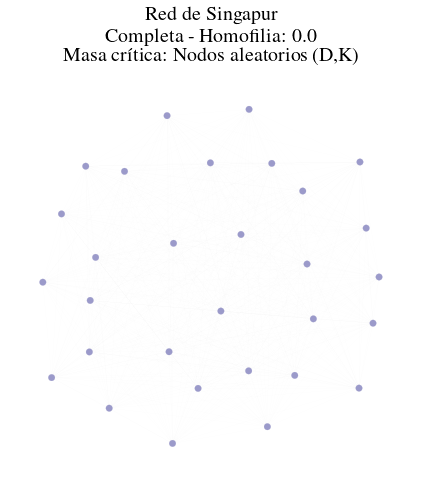 Red de Singapur
Completa - Homofilia: 0.0
Masa crítica: Nodos aleatorios (D,K)